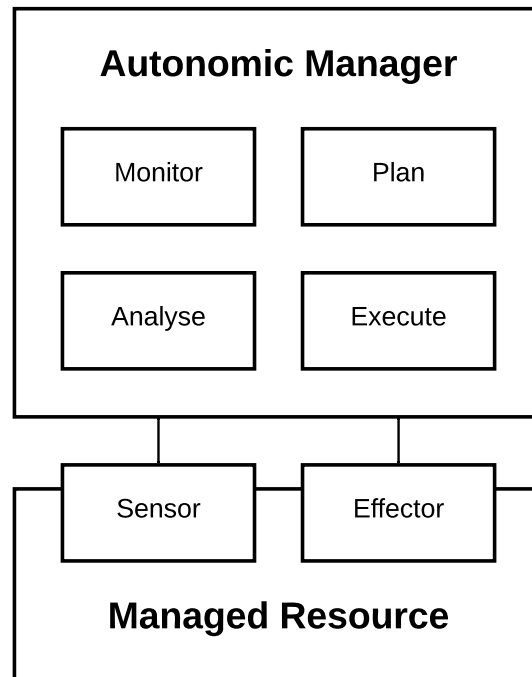 Autonomic Manager
Monitor
Plan
Analyse
Execute
Sensor
Effector
Managed Resource